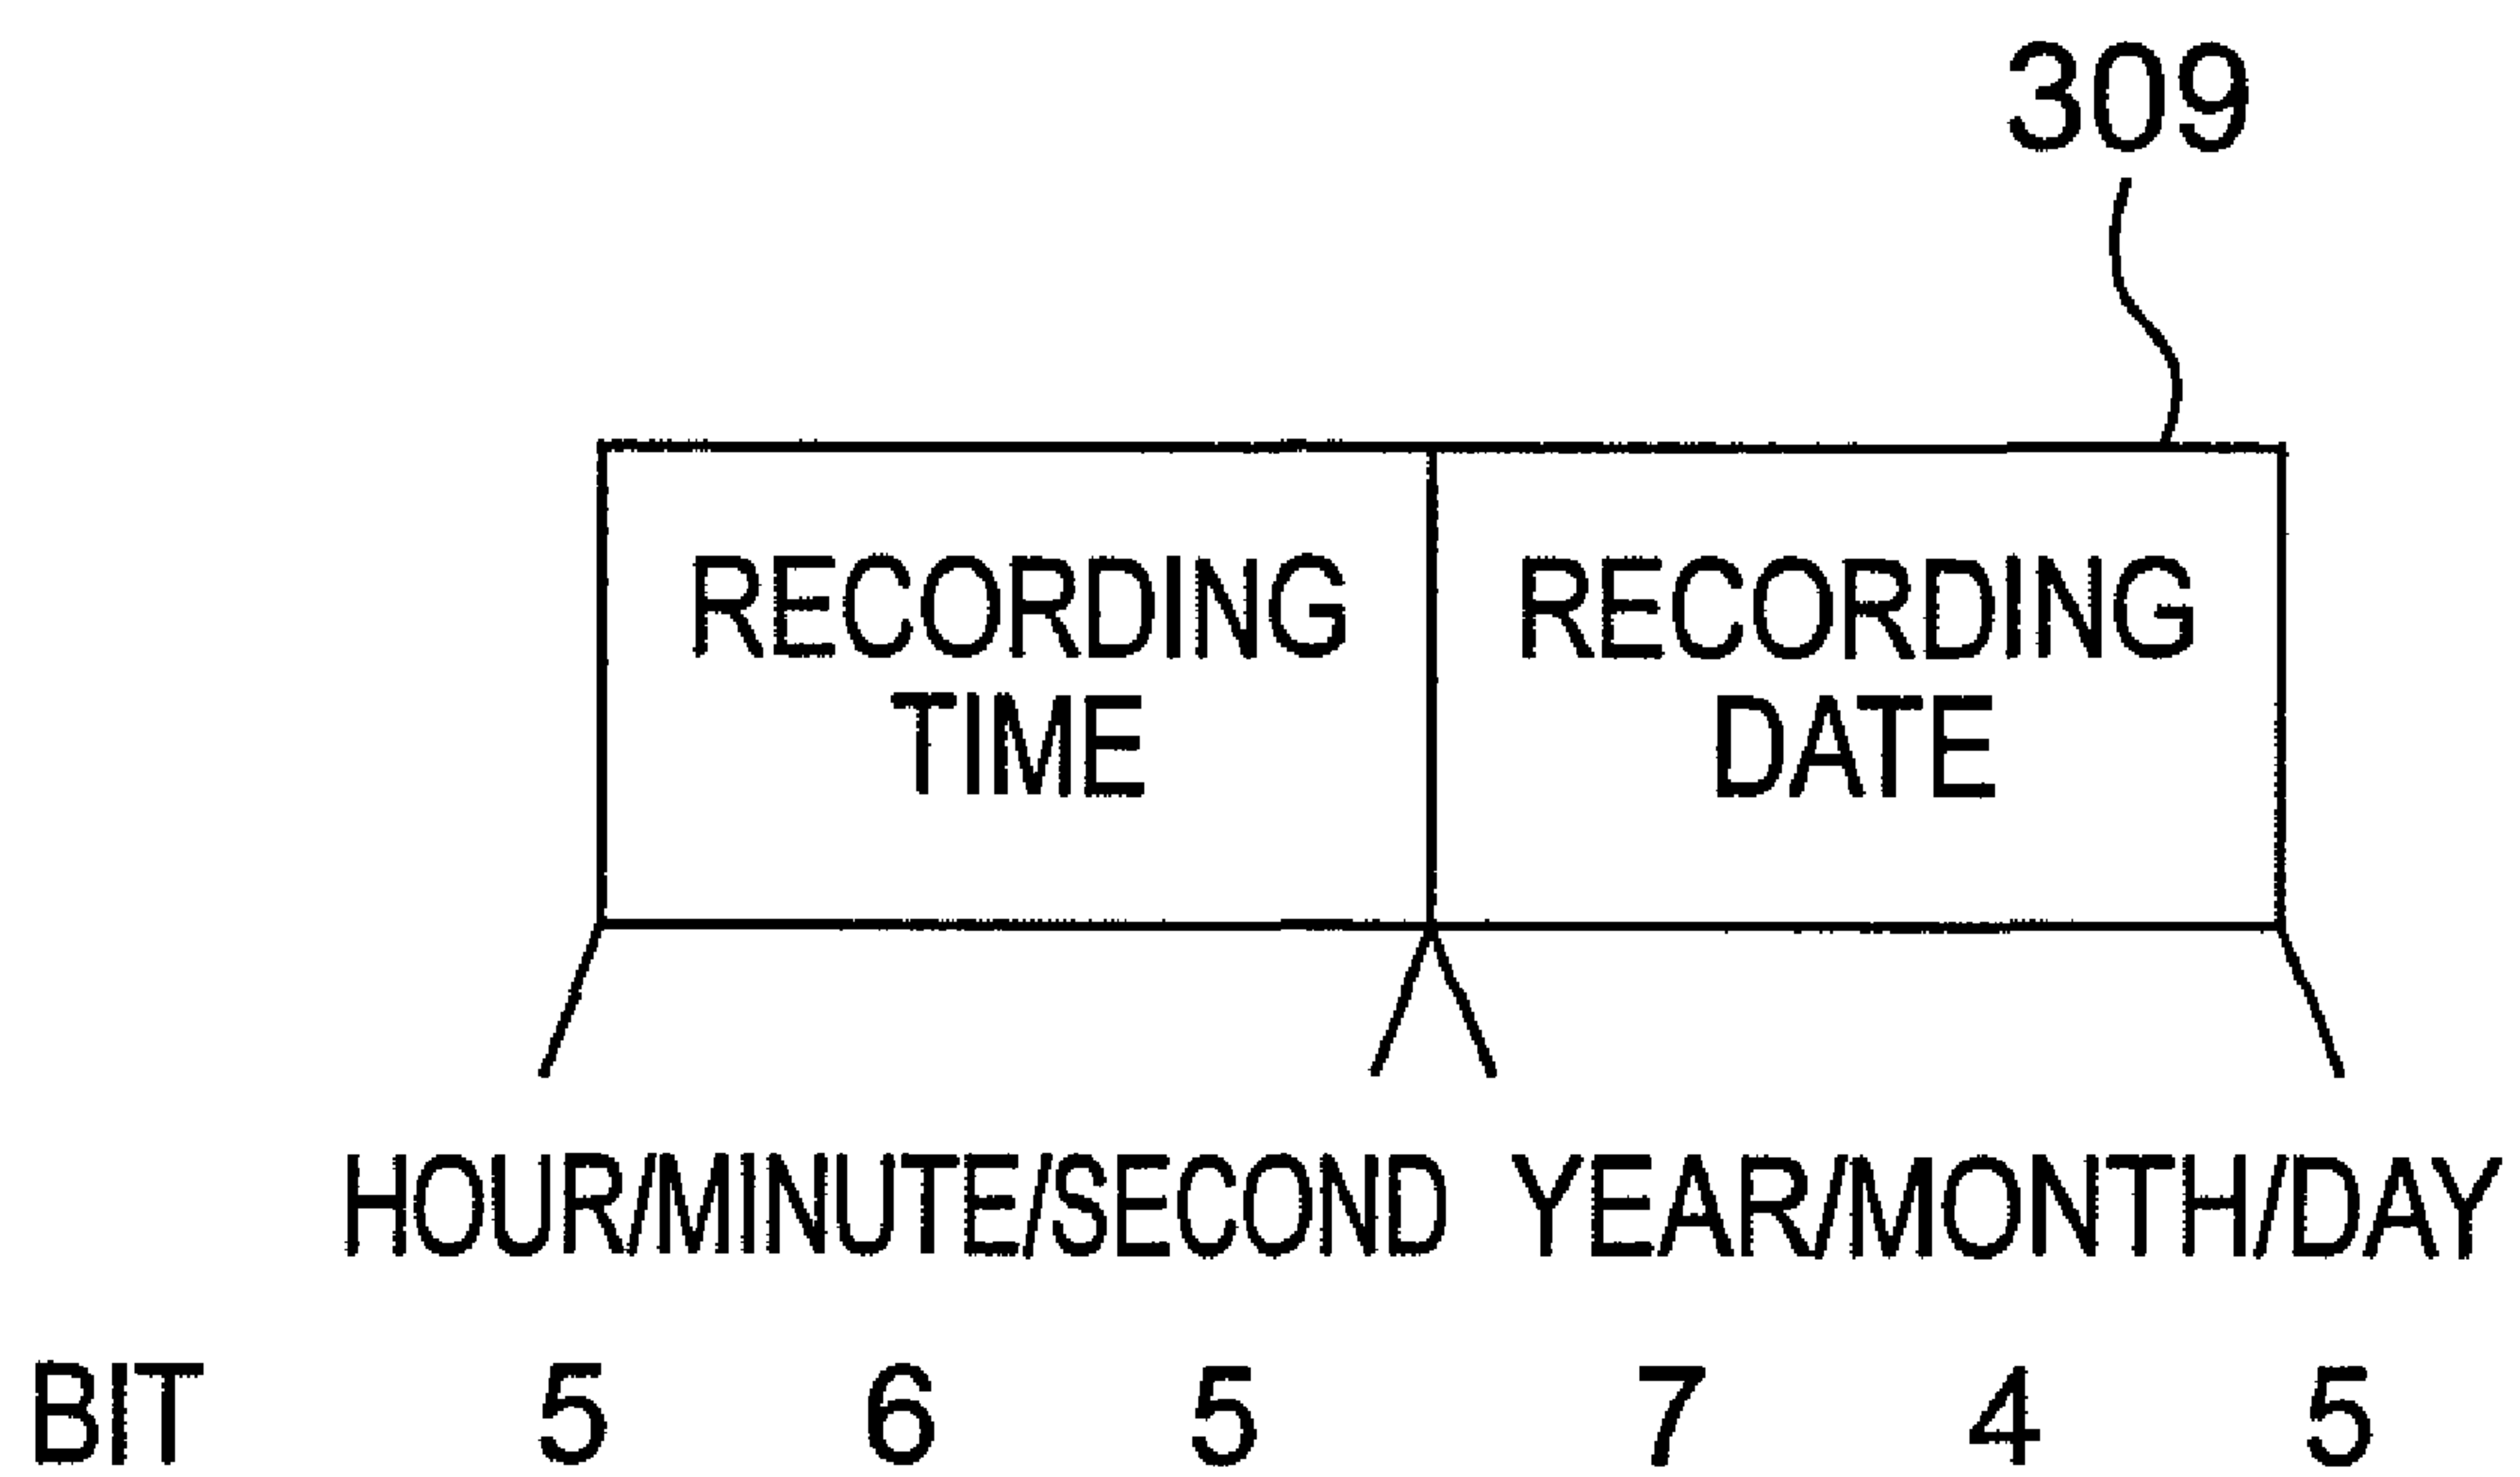 309
RECORDING
TIME
RECORDING
DATE
HOUR/MINUTE/SECOND YEAR/MONTH/DAY
BIT 5 6 5 7 4 5